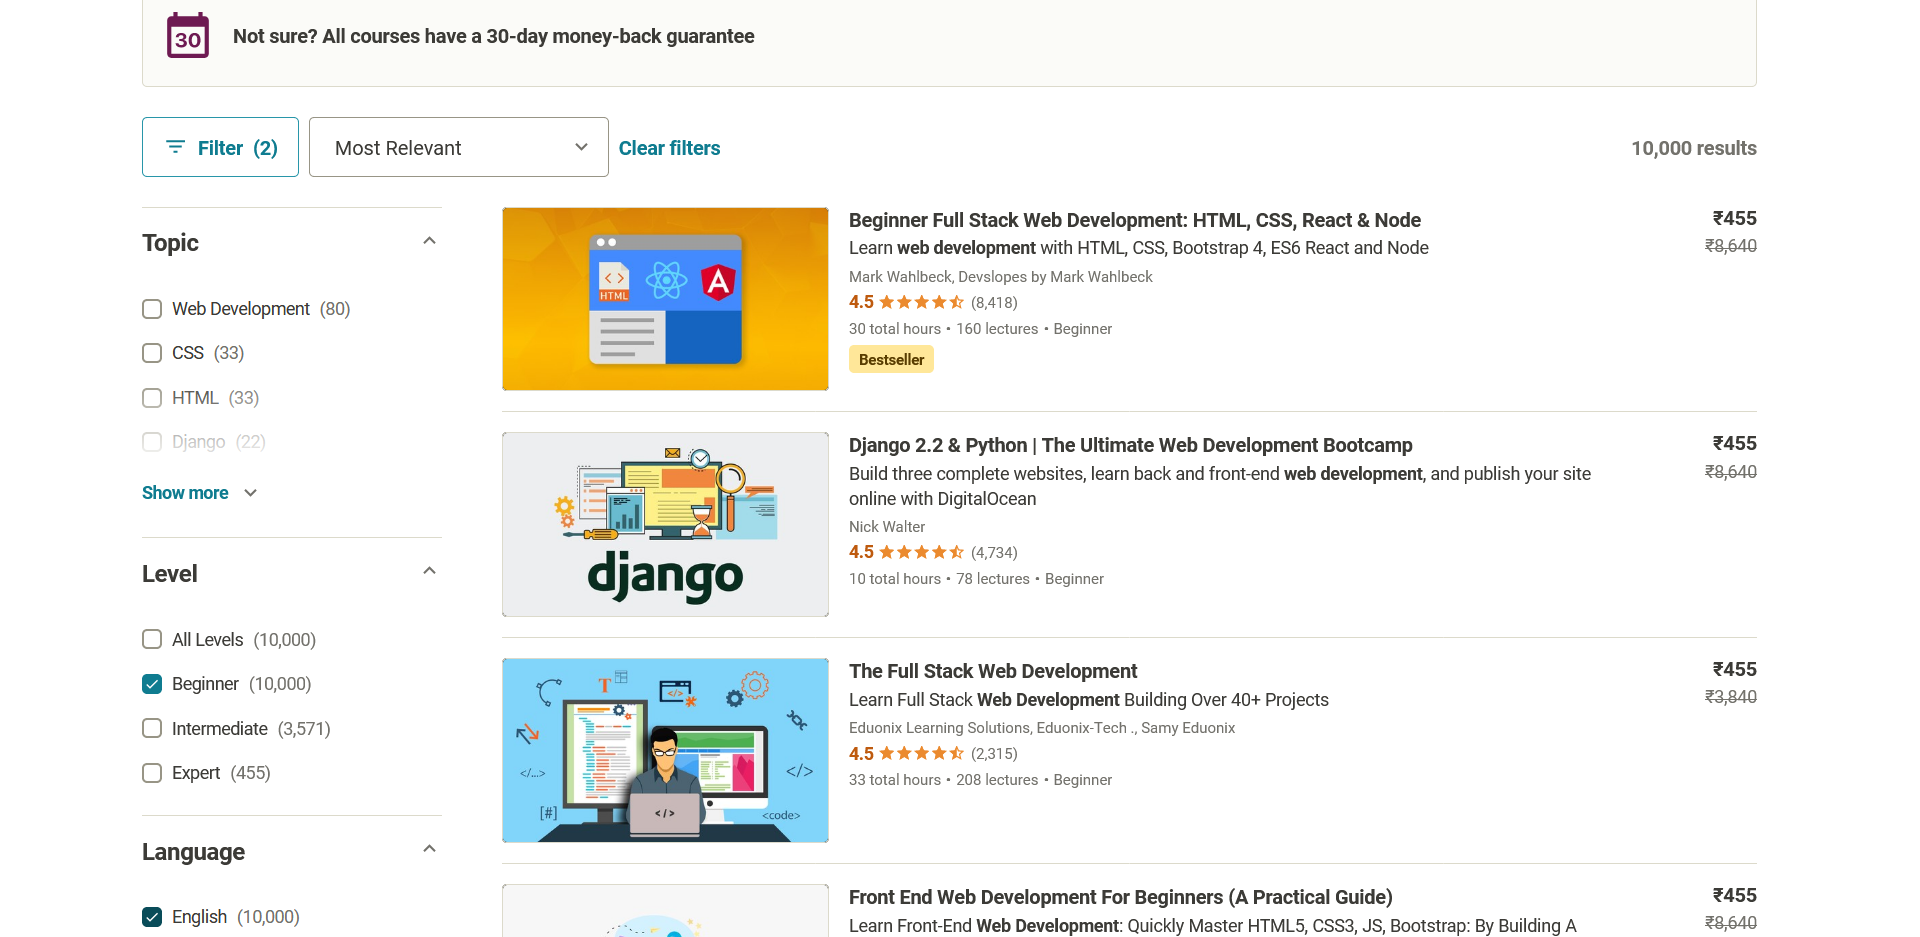 30
Not sure? All courses have a 30-day money-back guarantee
Filter (2)
Most Relevant
Clear filters
10,000 results
Topic
Web Development (80)
CSS (33)
HTML (33)
Django (22)
Show more
Level
All Levels (10,000)
Beginner (10,000)
Intermediate (3,571)
Expert (455)
Language
English (10,000)
< >
HTML
A
Beginner Full Stack Web Development: HTML, CSS, React & Node
Learn web development with HTML, CSS, Bootstrap 4, ES6 React and Node
Mark Wahlbeck, Devslopes by Mark Wahlbeck
4.5 (8,418)
30 total hours • 160 lectures • Beginner
Bestseller
₹455
₹8,640
django
Django 2.2 & Python | The Ultimate Web Development Bootcamp
Build three complete websites, learn back and front-end web development, and publish your site
online with DigitalOcean
Nick Walter
4.5 (4,734)
10 total hours • 78 lectures • Beginner
₹455
₹8,640
T
</>
</...>
</>
[#]
</>
<code>
The Full Stack Web Development
Learn Full Stack Web Development Building Over 40+ Projects
Eduonix Learning Solutions, Eduonix-Tech ., Samy Eduonix
4.5 (2,315)
33 total hours • 208 lectures • Beginner
₹455
₹3,840
Front End Web Development For Beginners (A Practical Guide)
Learn Front-End Web Development: Quickly Master HTML5, CSS3, JS, Bootstrap: By Building A
₹455
₹8,640